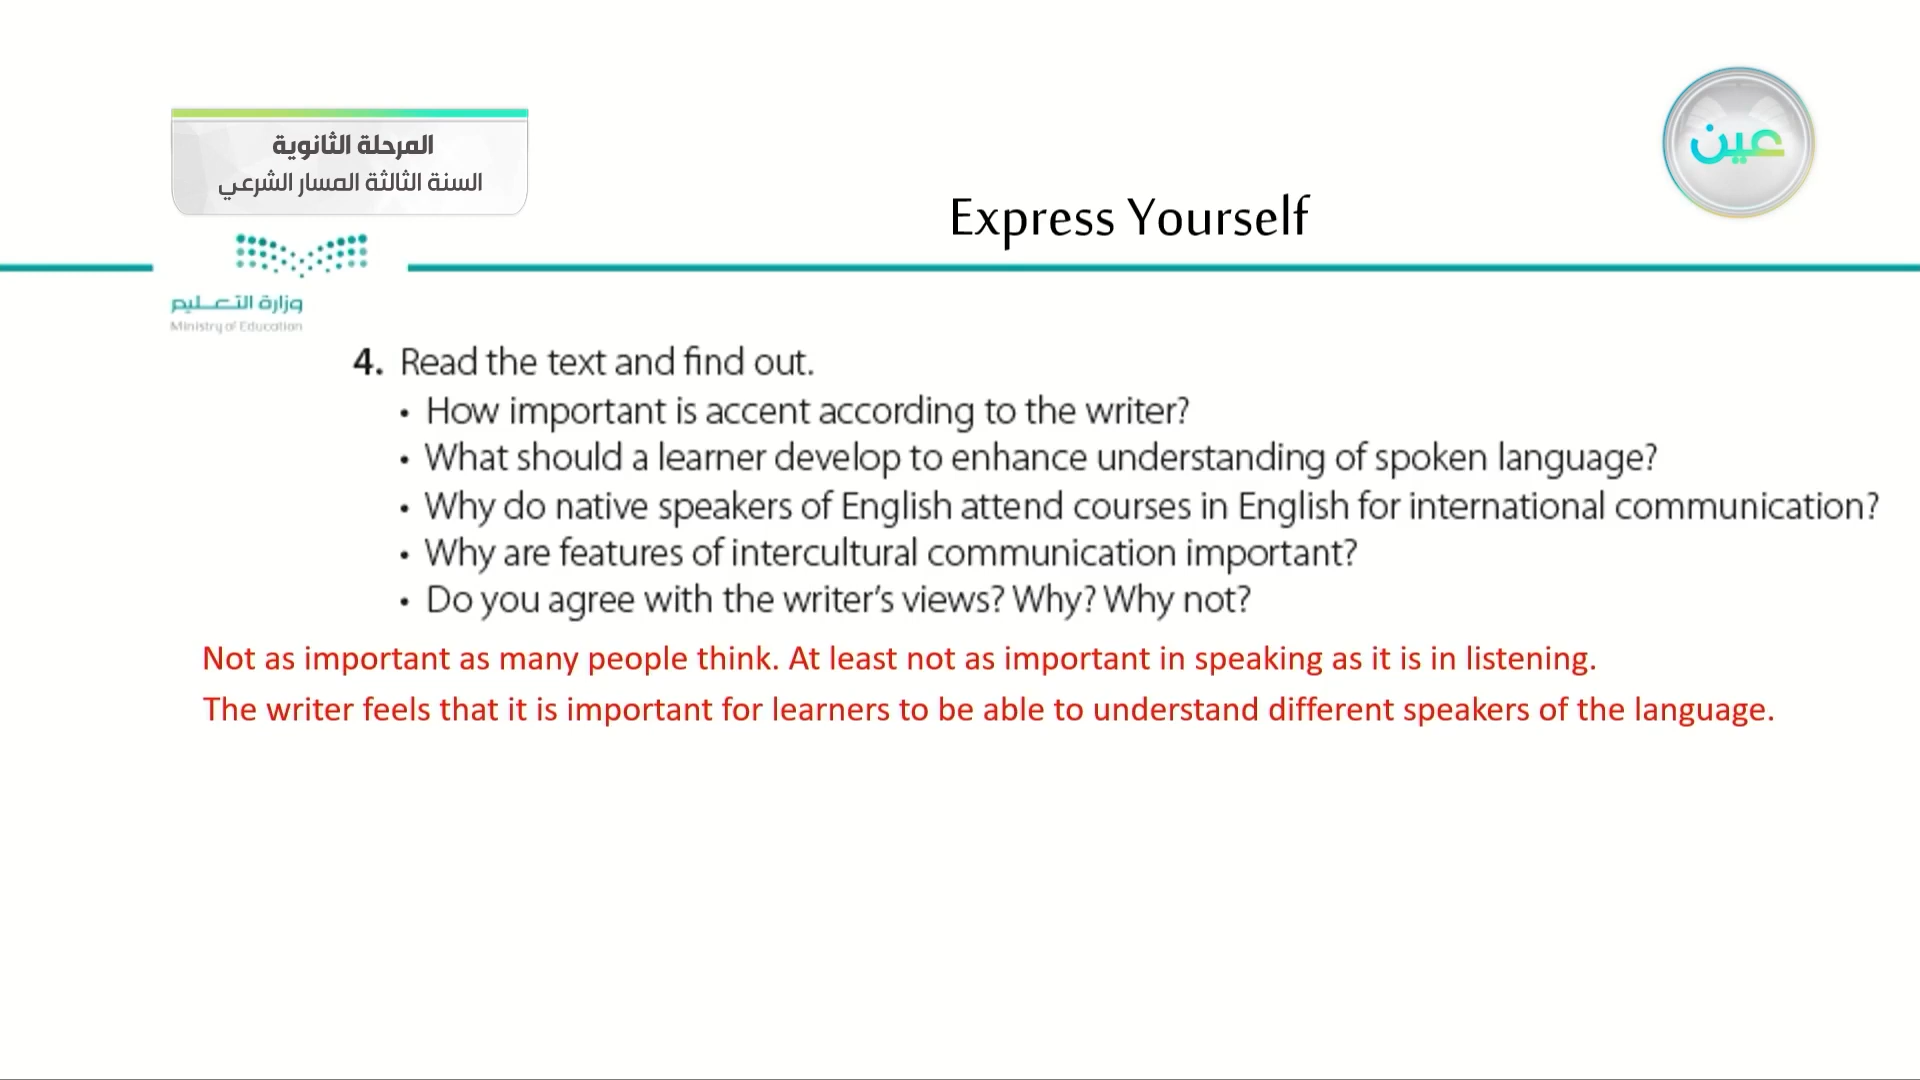 المرحلة الثانوية
السنة الثالثة المسار الشرعي
عين
Express Yourself
وزارة التعليم
Ministry of Education
4. Read the text and find out.
• How important is accent according to the writer?
• What should a learner develop to enhance understanding of spoken language?
• Why do native speakers of English attend courses in English for international communication?
• Why are features of intercultural communication important?
• Do you agree with the writer's views? Why? Why not?
Not as important as many people think. At least not as important in speaking as it is in listening.
The writer feels that it is important for learners to be able to understand different speakers of the language.